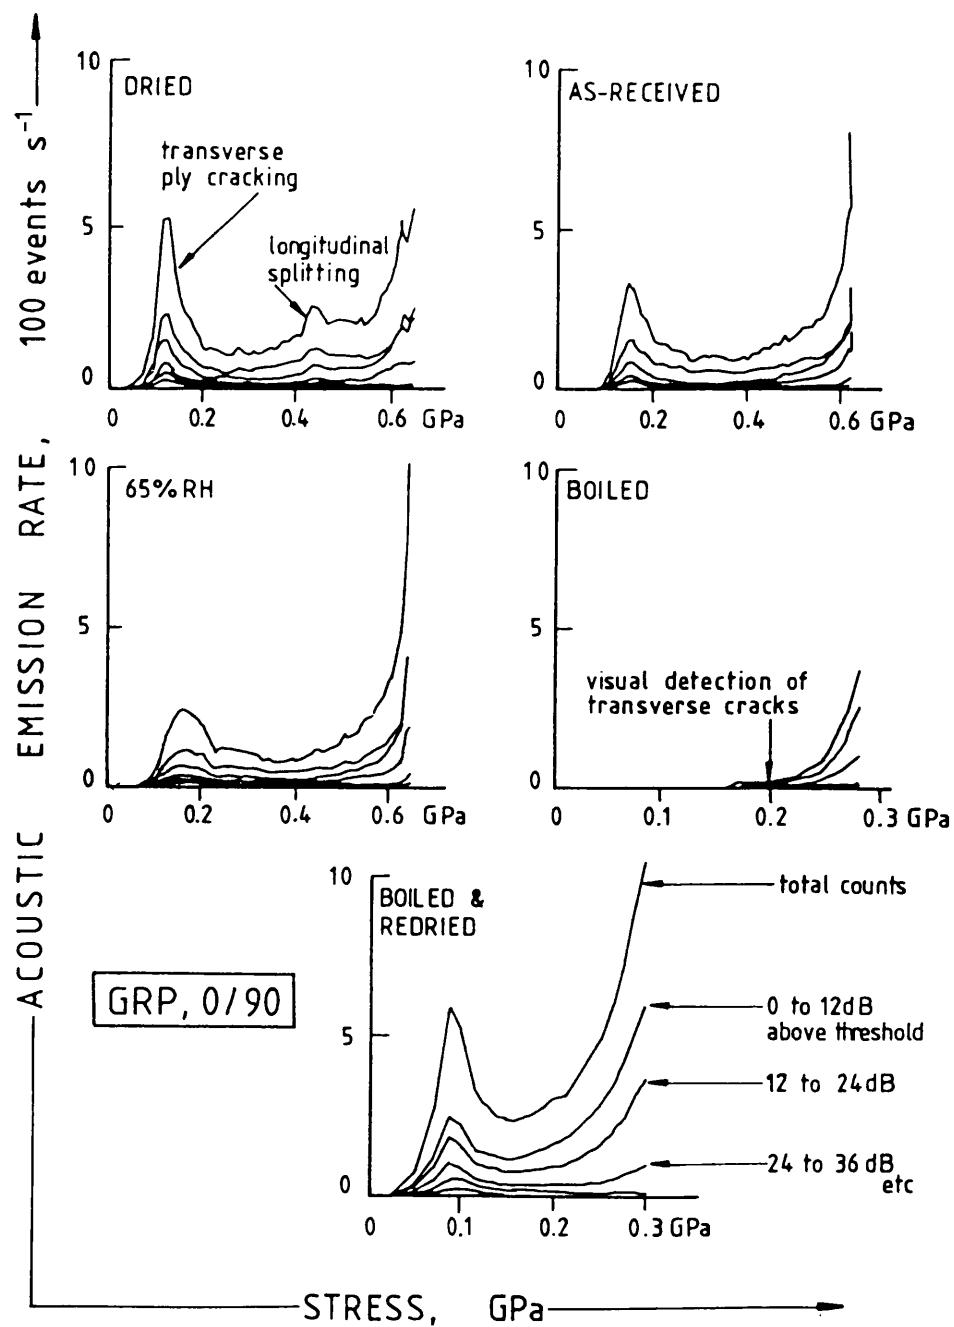 ACOUSTIC EMISSION RATE, 100 events s⁻¹
10
DRIED
transverse
ply cracking
5
longitudinal
splitting
0
0 0.2 0.4 0.6 GPa
10
AS-RECEIVED
5
0
0 0.2 0.4 0.6 GPa
10
65% RH
5
0
0 0.2 0.4 0.6 GPa
10
BOILED
5
visual detection of
transverse cracks
0
0 0.1 0.2 0.3 GPa
10
BOILED &
REDRIED
total counts
GRP, 0/90
5
0 to 12dB
above threshold
12 to 24dB
24 to 36dB
etc
0
0 0.1 0.2 0.3 GPa
STRESS, GPa